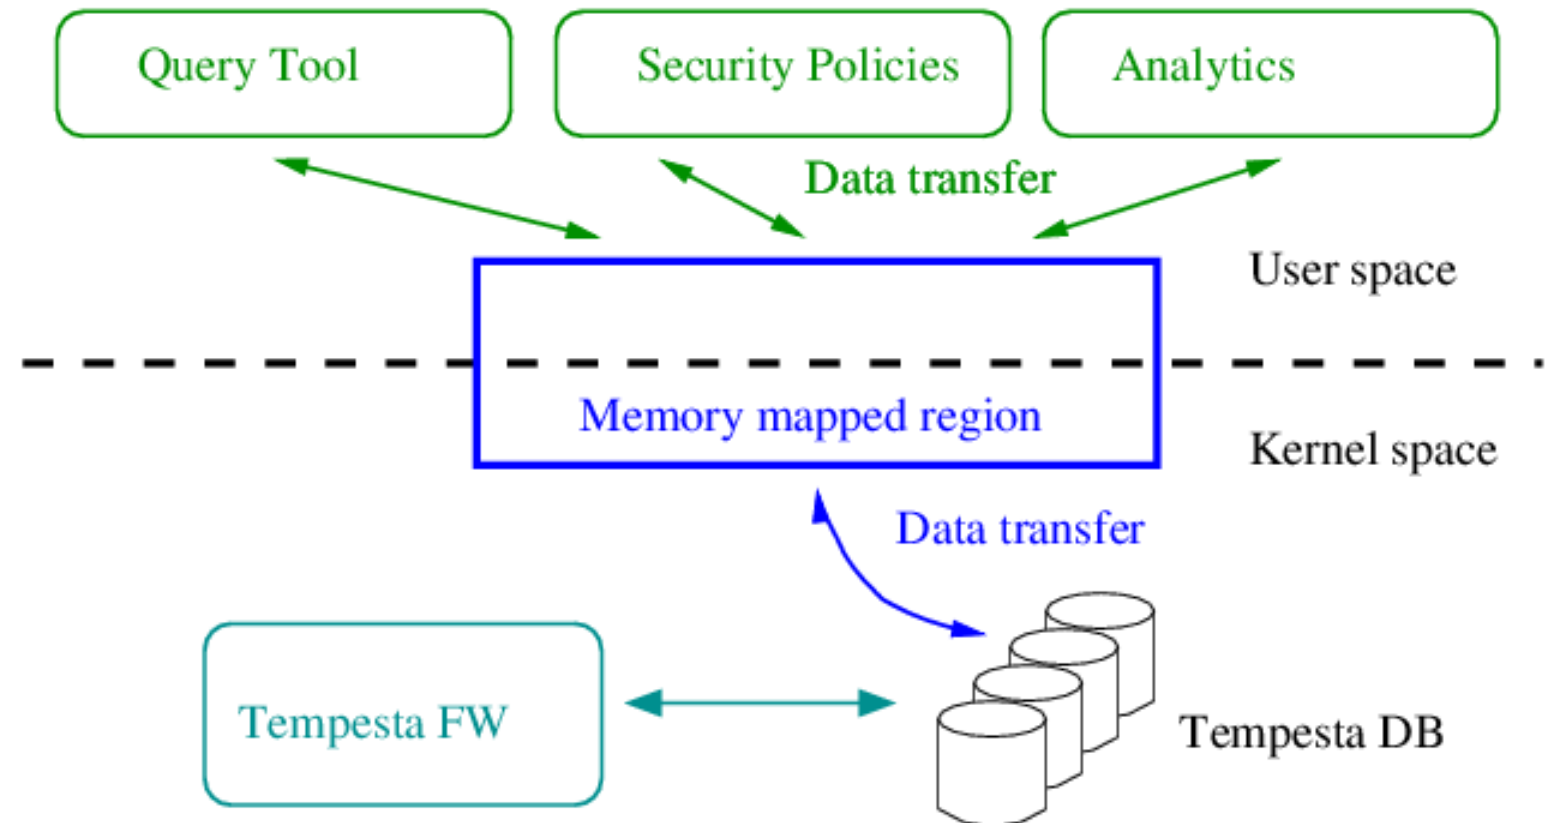 Query Tool
Security Policies
Analytics
Data transfer
User space
Memory mapped region
Kernel space
Data transfer
Tempesta FW
Tempesta DB